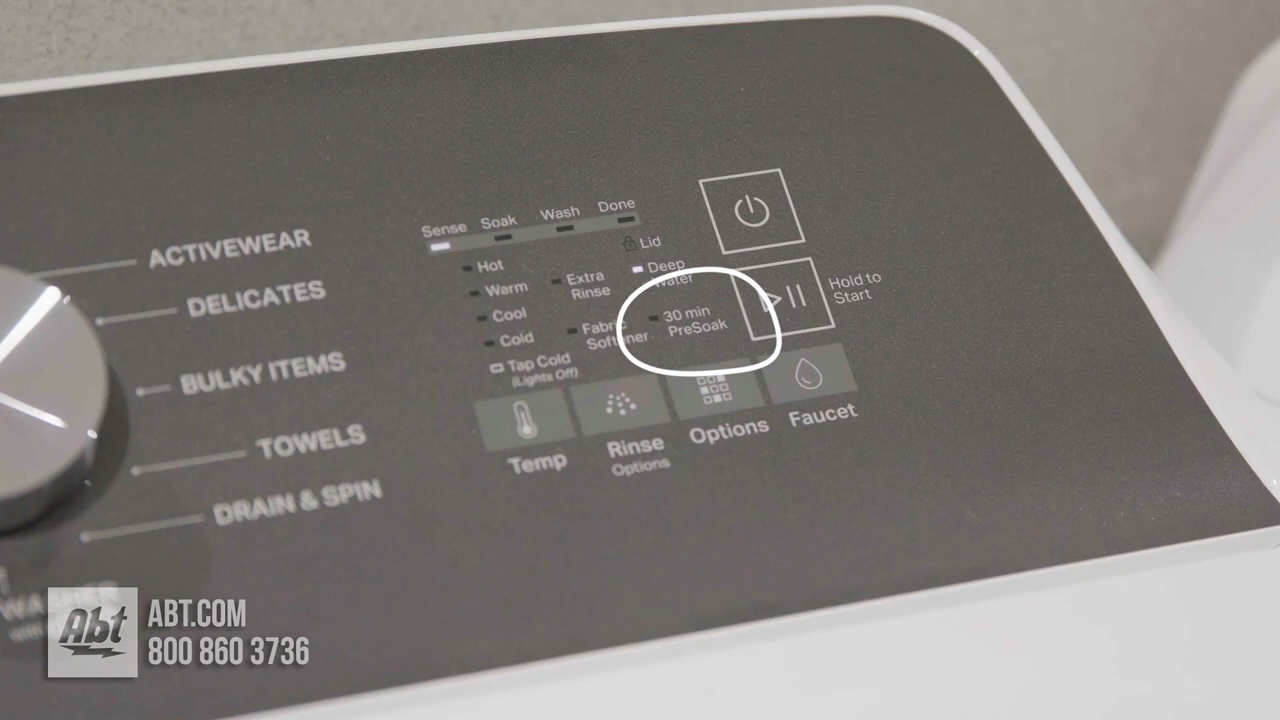 ACTIVEWEAR
DELICATES
BULKY ITEMS
TOWELS
DRAIN & SPIN
Sense Soak Wash Done
Lid
Hot
Warm
Cool
Cold
Tap Cold
(Lights Off)
Extra
Rinse
Fabric
Softener
Deep
Water
30 min
PreSoak
Hold to
Start
Temp
Rinse
Options
Options
Faucet
WASHER
Abt
ABT.COM
800 860 3736